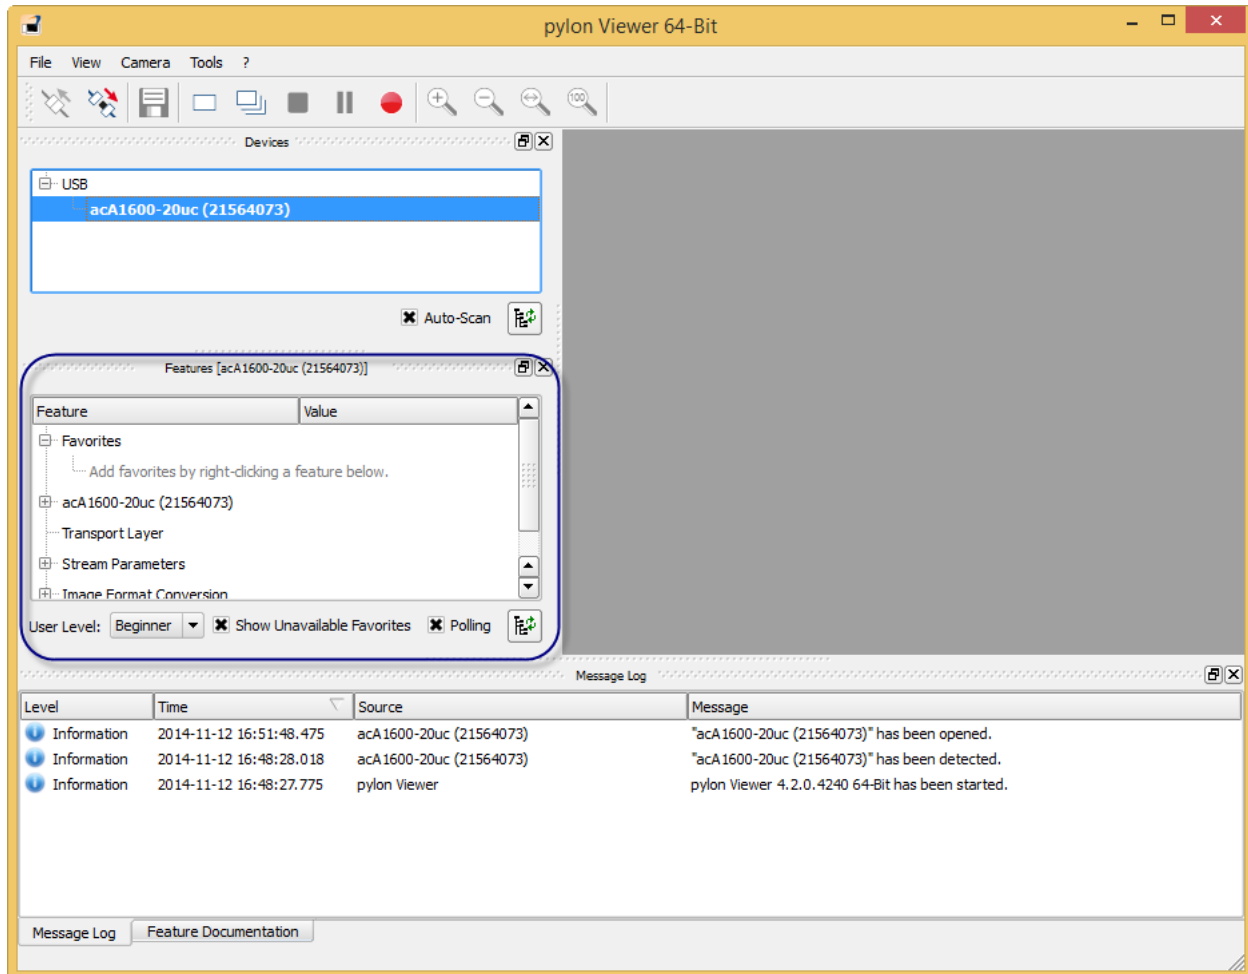 pylon Viewer 64-Bit
File View Camera Tools ?
100
Devices
USB
acA1600-20uc (21564073)
Auto-Scan
Features [acA1600-20uc (21564073)]
Feature Value
Favorites
Add favorites by right-clicking a feature below.
acA1600-20uc (21564073)
Transport Layer
Stream Parameters
Image Format Conversion
User Level: Beginner Show Unavailable Favorites Polling
Message Log
Level Time Source Message
Information 2014-11-12 16:51:48.475 acA1600-20uc (21564073) "acA1600-20uc (21564073)" has been opened.
Information 2014-11-12 16:48:28.018 acA1600-20uc (21564073) "acA1600-20uc (21564073)" has been detected.
Information 2014-11-12 16:48:27.775 pylon Viewer pylon Viewer 4.2.0.4240 64-Bit has been started.
Message Log Feature Documentation